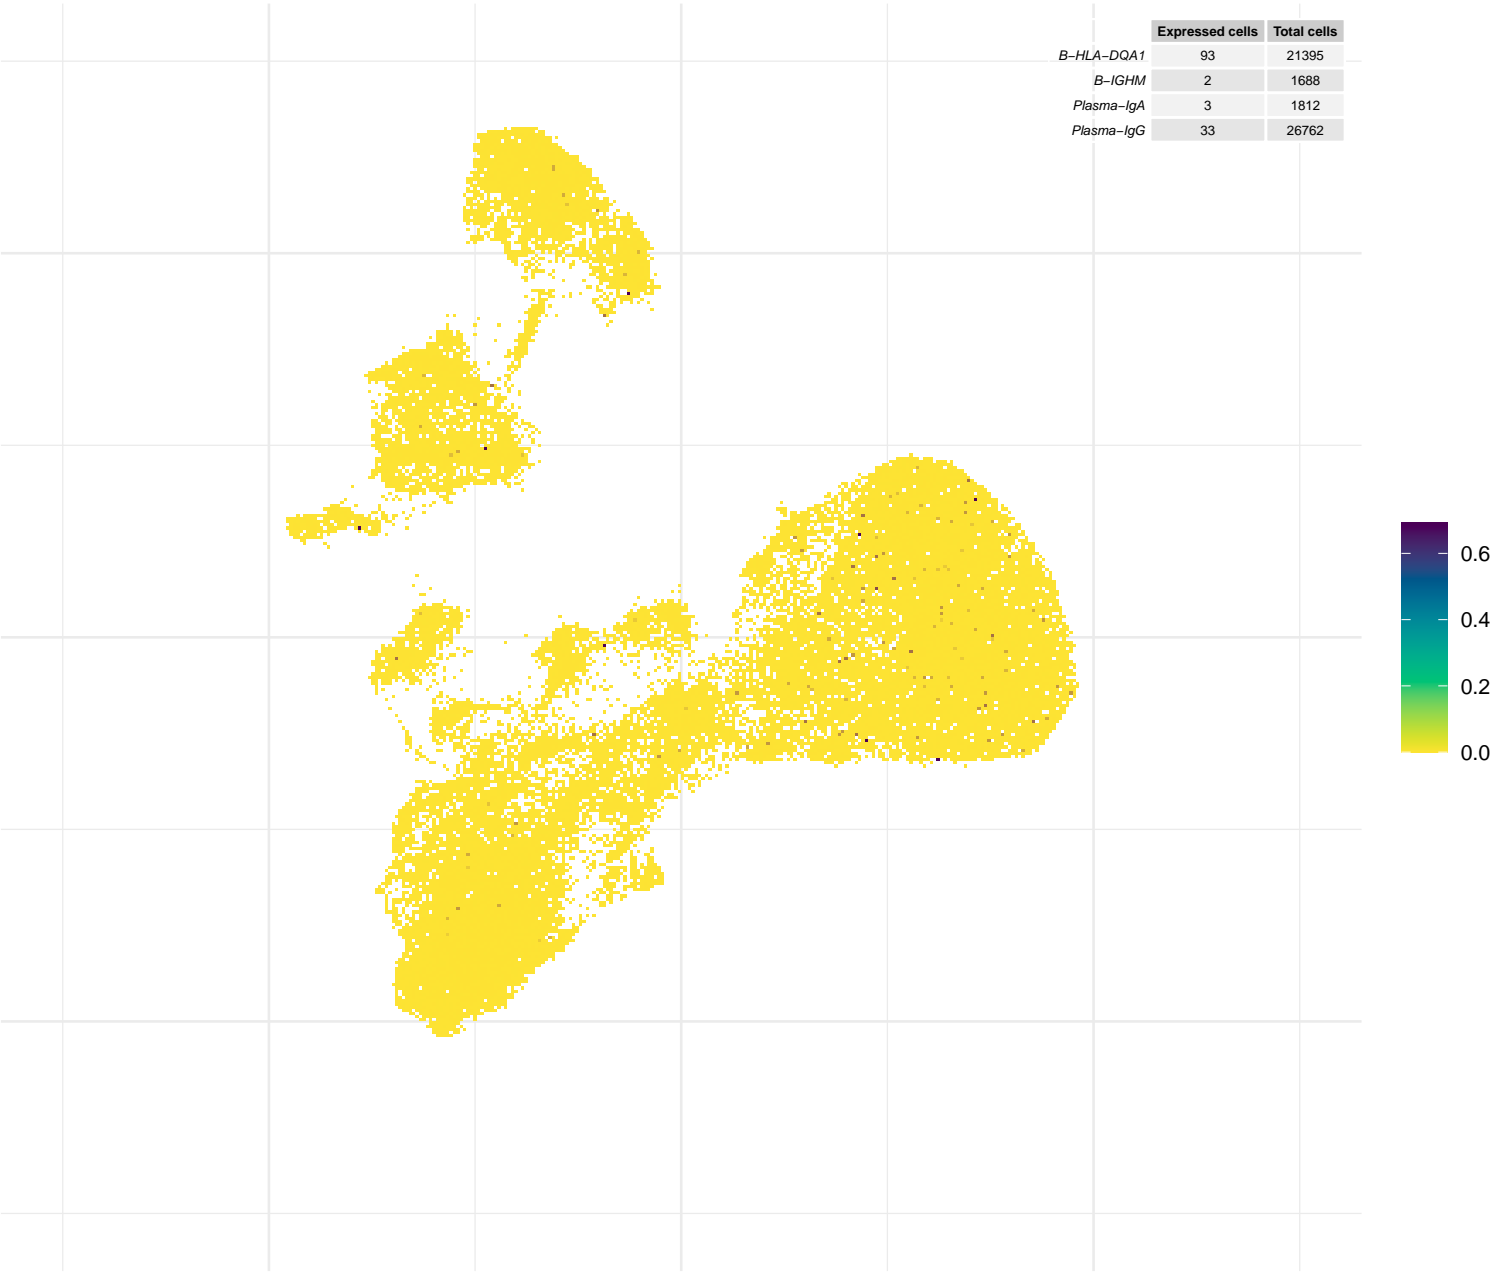 Expressed cells Total cells
B−HLA−DQA1 93 21395
B−IGHM 2 1688
Plasma−IgA 3 1812
Plasma−IgG 33 26762
0.6
0.4
0.2
0.0